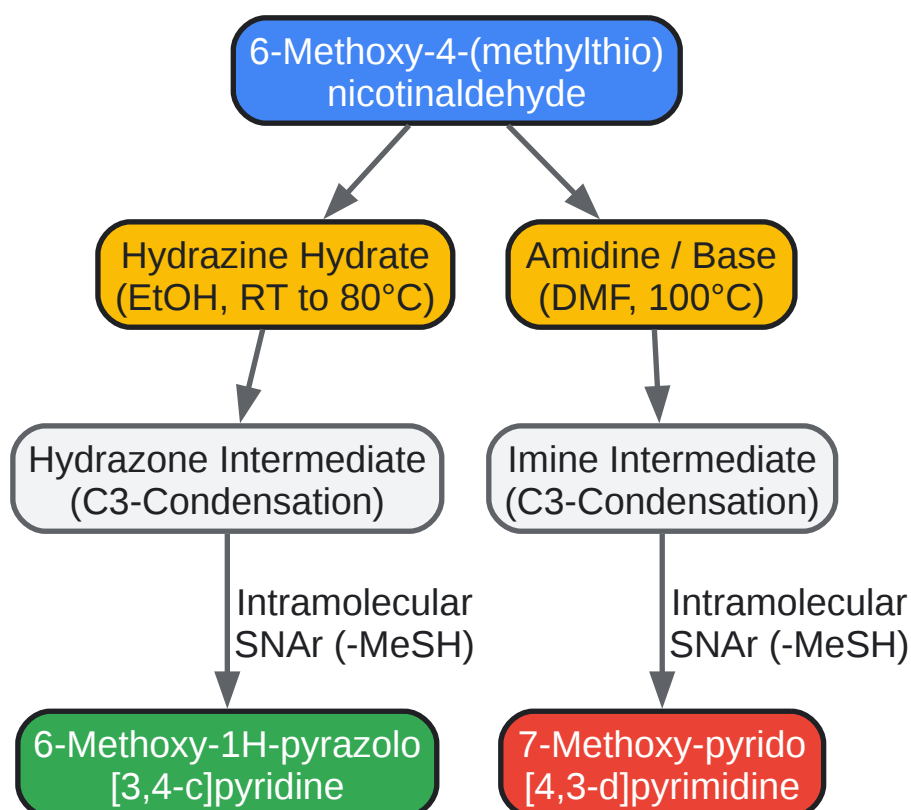 6-Methoxy-4-(methylthio)
nicotinaldehyde
Hydrazine Hydrate
(EtOH, RT to 80°C)
Amidine / Base
(DMF, 100°C)
Hydrazone Intermediate
(C3-Condensation)
Imine Intermediate
(C3-Condensation)
Intramolecular
SNAr (-MeSH)
Intramolecular
SNAr (-MeSH)
6-Methoxy-1H-pyrazolo
[3,4-c]pyridine
7-Methoxy-pyrido
[4,3-d]pyrimidine